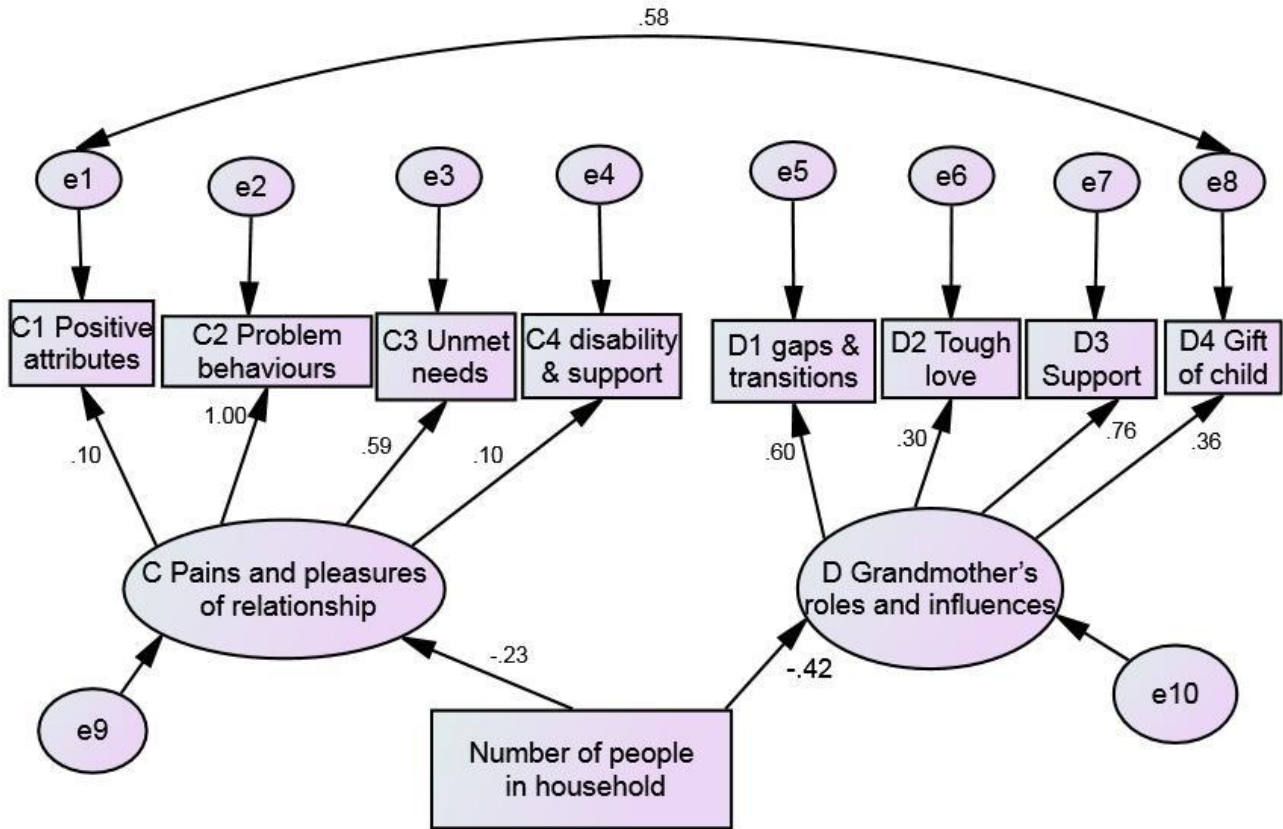 .58
e1
e2
e3
e4
e5
e6
e7
e8
C1 Positive
attributes
C2 Problem
behaviours
C3 Unmet
needs
C4 disability
& support
D1 gaps &
transitions
D2 Tough
love
D3
Support
D4 Gift
of child
.10
1.00
.59
.10
.60
.30
.76
.36
C Pains and pleasures
of relationship
D Grandmother’s
roles and influences
-.23
-.42
e9
e10
Number of people
in household